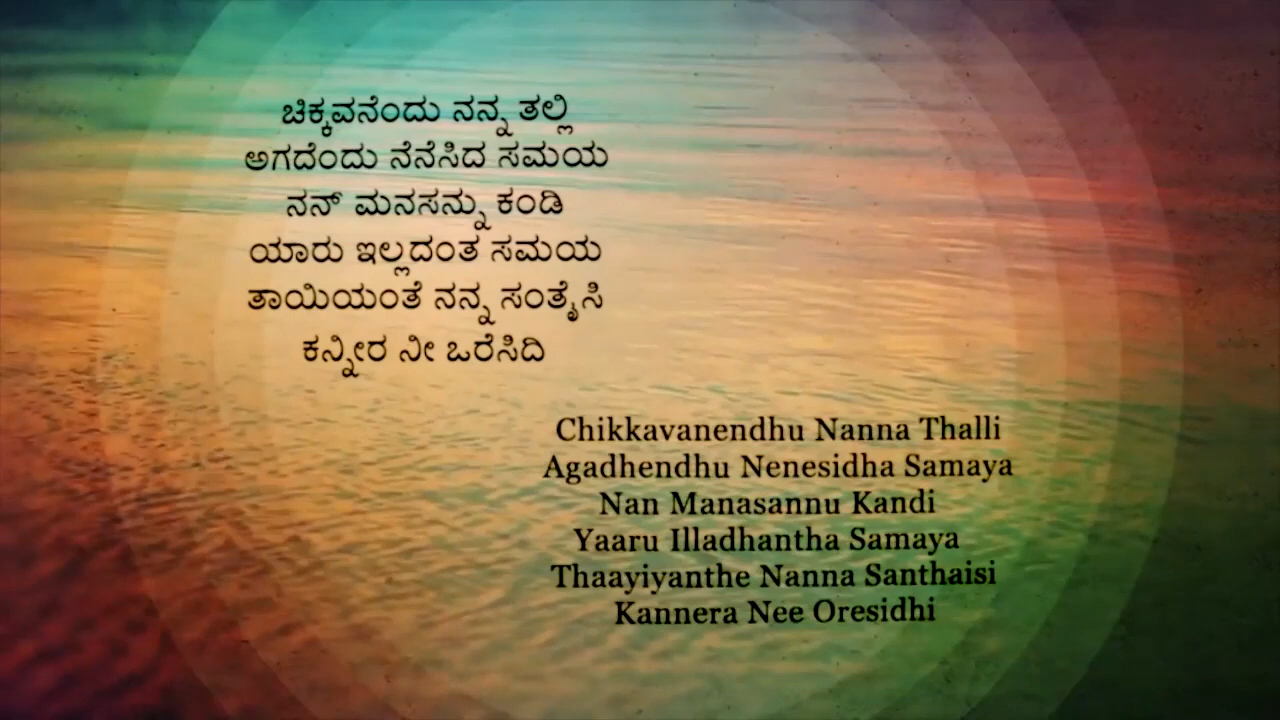 ಚಿಕ್ಕವನೆಂದು ನನ್ನ ತಲ್ಲಿ
ಅಗದೆಂದು ನೆನೆಸಿದ ಸಮಯ
ನನ್ ಮನಸನ್ನು ಕಂಡಿ
ಯಾರು ಇಲ್ಲದಂತ ಸಮಯ
ತಾಯಿಯಂತೆ ನನ್ನ ಸಂತೈಸಿ
ಕನ್ನೀರ ನೀ ಒರೆಸಿದಿ
Chikkavanendhu Nanna Thalli
Agadhendhu Nenesidha Samaya
Nan Manasannu Kandi
Yaaru Illadhantha Samaya
Thaayiyanthe Nanna Santhaisi
Kannera Nee Oresidhi